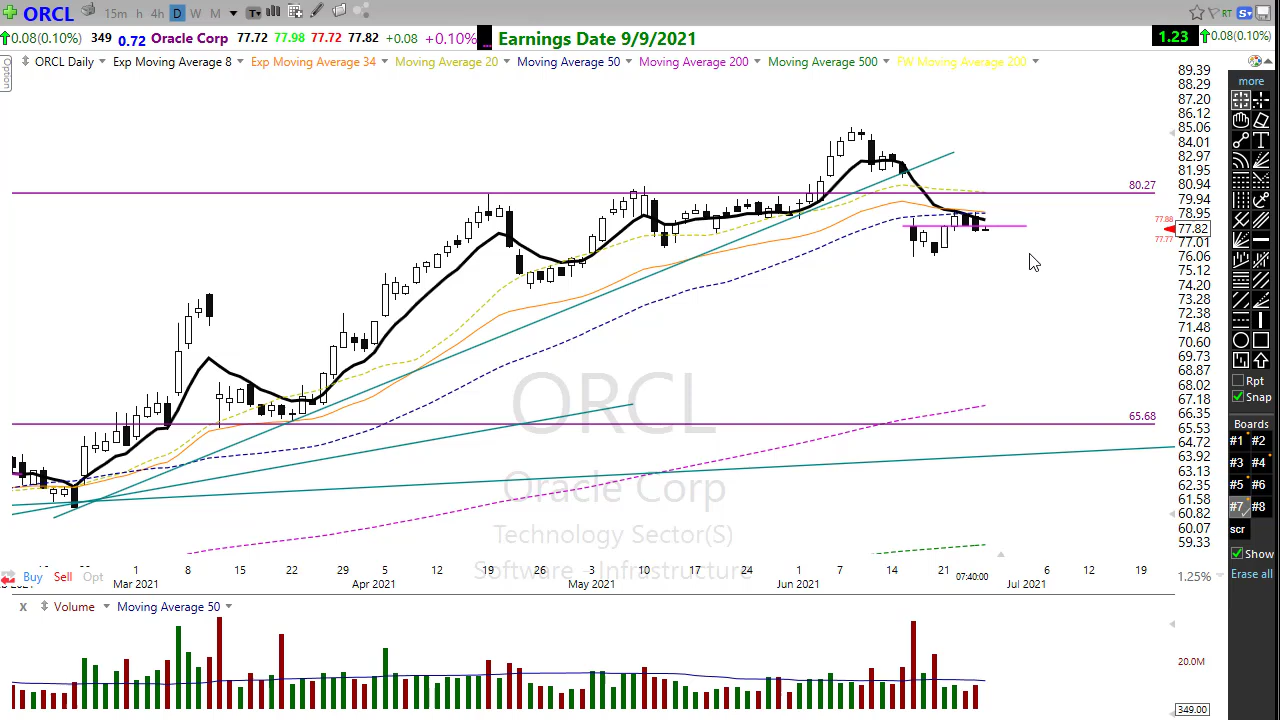 ORCL 15m h 4h D W M T RT S
0.08(0.10%) 349 0.72 Oracle Corp 77.72 77.98 77.72 77.82 +0.08 +0.10% Earnings Date 9/9/2021 1.23 0.08(0.10%)
Option
ORCL Daily Exp Moving Average 8 Exp Moving Average 34 Moving Average 20 Moving Average 50 Moving Average 200 Moving Average 500 FW Moving Average 200
89.39
88.29
87.20
86.12
85.06
84.01
82.97
81.95
80.27
80.94
79.94
78.95
77.88
77.82
77.77
77.01
76.06
75.12
74.20
73.28
72.38
71.48
70.60
69.73
68.87
68.02
67.18
66.35
65.68
65.53
64.72
63.92
63.13
62.35
61.58
60.82
60.07
59.33
1.25%
more
Rpt
Snap
Boards
#1 #2
#3 #4
#5 #6
#7 #8
scr
Show
Erase all
ORCL
Oracle Corp
Technology Sector(S)
Software - Infrastructure
1 8 15 22 29 5 12 19 26 3 10 17 24 1 7 14 21 07:40:00 6 12 19
Buy Sell Opt
Mar 2021 Apr 2021 May 2021 Jun 2021 Jul 2021
X Volume Moving Average 50
20.0M
349.00